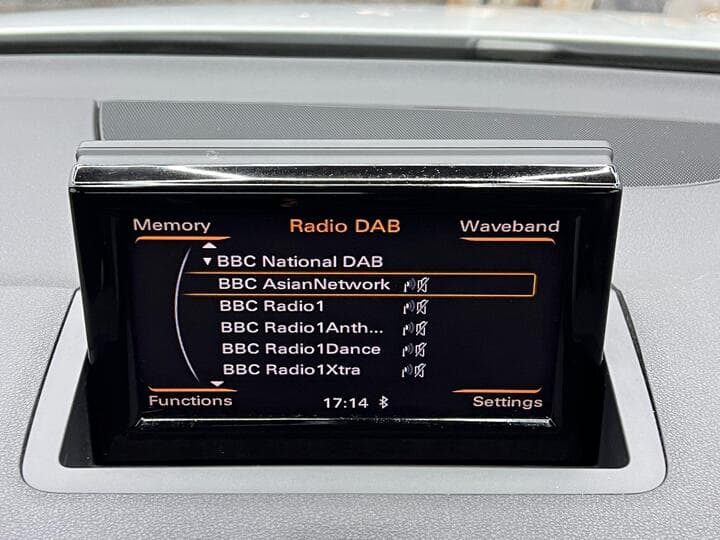 Memory Radio DAB Waveband
BBC National DAB
BBC AsianNetwork
BBC Radio1
BBC Radio1Anth...
BBC Radio1Dance
BBC Radio1Xtra
Functions 17:14 Settings